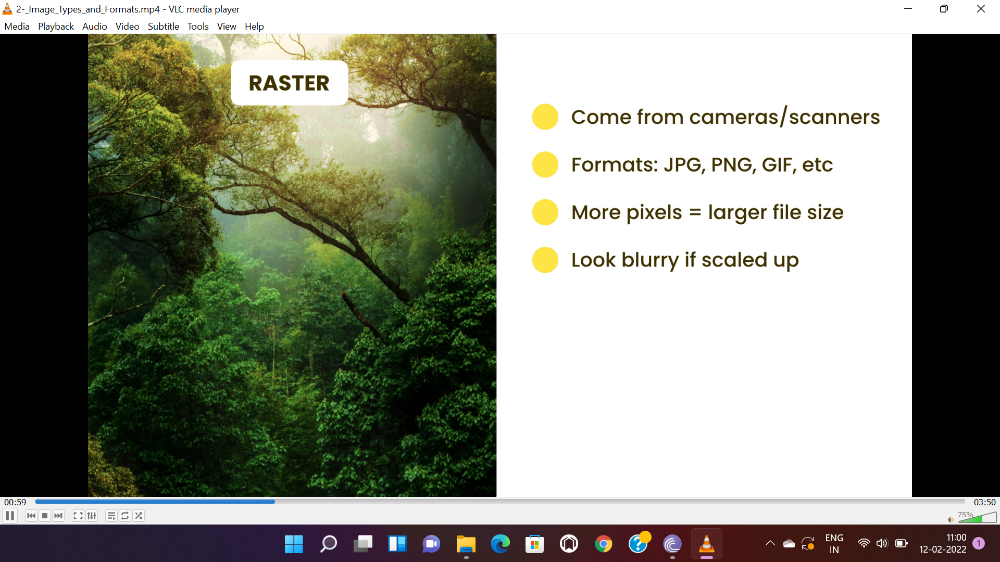 2-_Image_Types_and_Formats.mp4 - VLC media player
Media Playback Audio Video Subtitle Tools View Help
RASTER
Come from cameras/scanners
Formats: JPG, PNG, GIF, etc
More pixels = larger file size
Look blurry if scaled up
00:59
03:50
75%
ENG
IN
11:00
12-02-2022
1